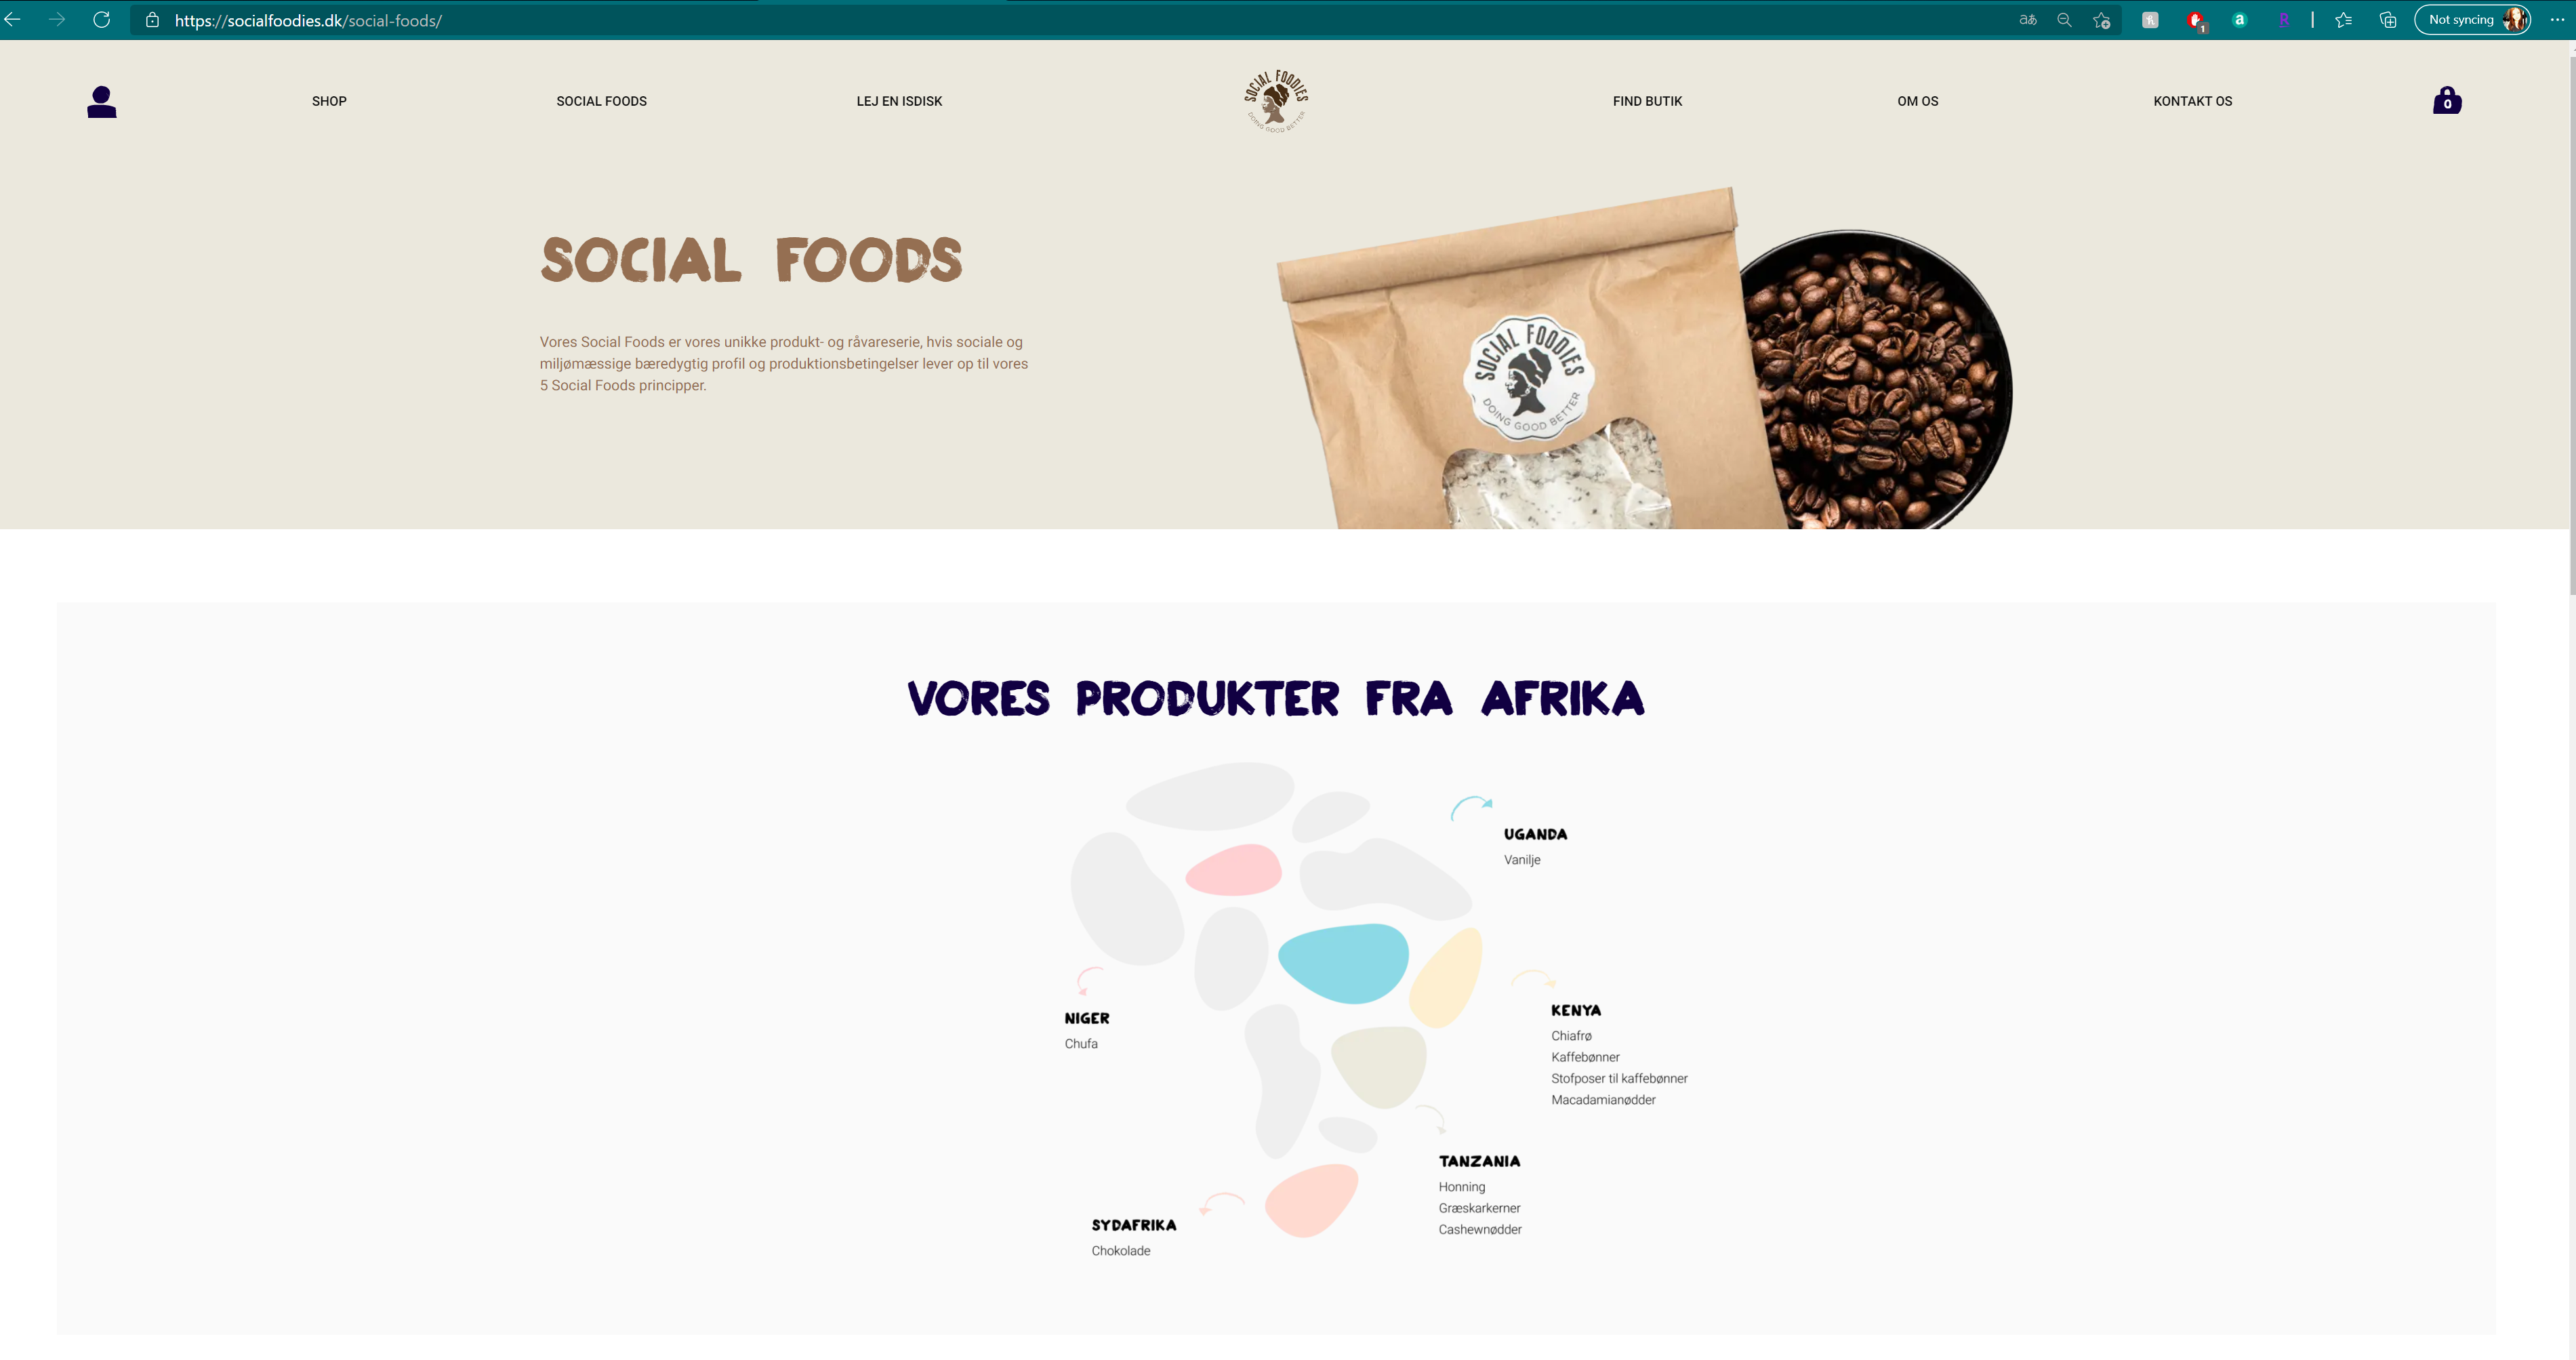 https://socialfoodies.dk/social-foods/
aあ
1
a
R
Not syncing
SHOP
SOCIAL FOODS
LEJ EN ISDISK
SOCIAL FOODIES
DOING GOOD BETTER
FIND BUTIK
OM OS
KONTAKT OS
0
SOCIAL FOODS
Vores Social Foods er vores unikke produkt- og råvareserie, hvis sociale og
miljømæssige bæredygtig profil og produktionsbetingelser lever op til vores
5 Social Foods principper.
SOCIAL FOODIES
DOING GOOD BETTER
VORES PRODUKTER FRA AFRIKA
UGANDA
Vanilje
NIGER
Chufa
KENYA
Chiafrø
Kaffebønner
Stofposer til kaffebønner
Macadamianødder
TANZANIA
Honning
Græskarkerner
Cashewnødder
SYDAFRIKA
Chokolade